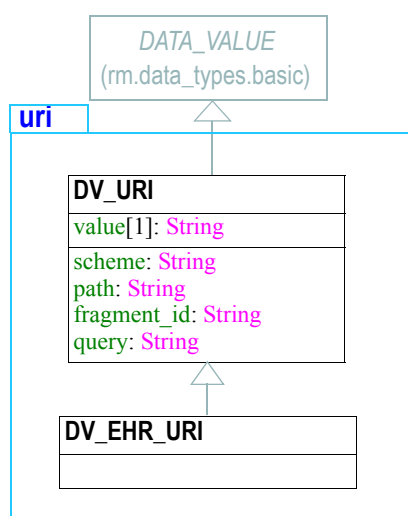 DATA_VALUE
(rm.data_types.basic)
uri
DV_URI
value[1]: String
scheme: String
path: String
fragment_id: String
query: String
DV_EHR_URI